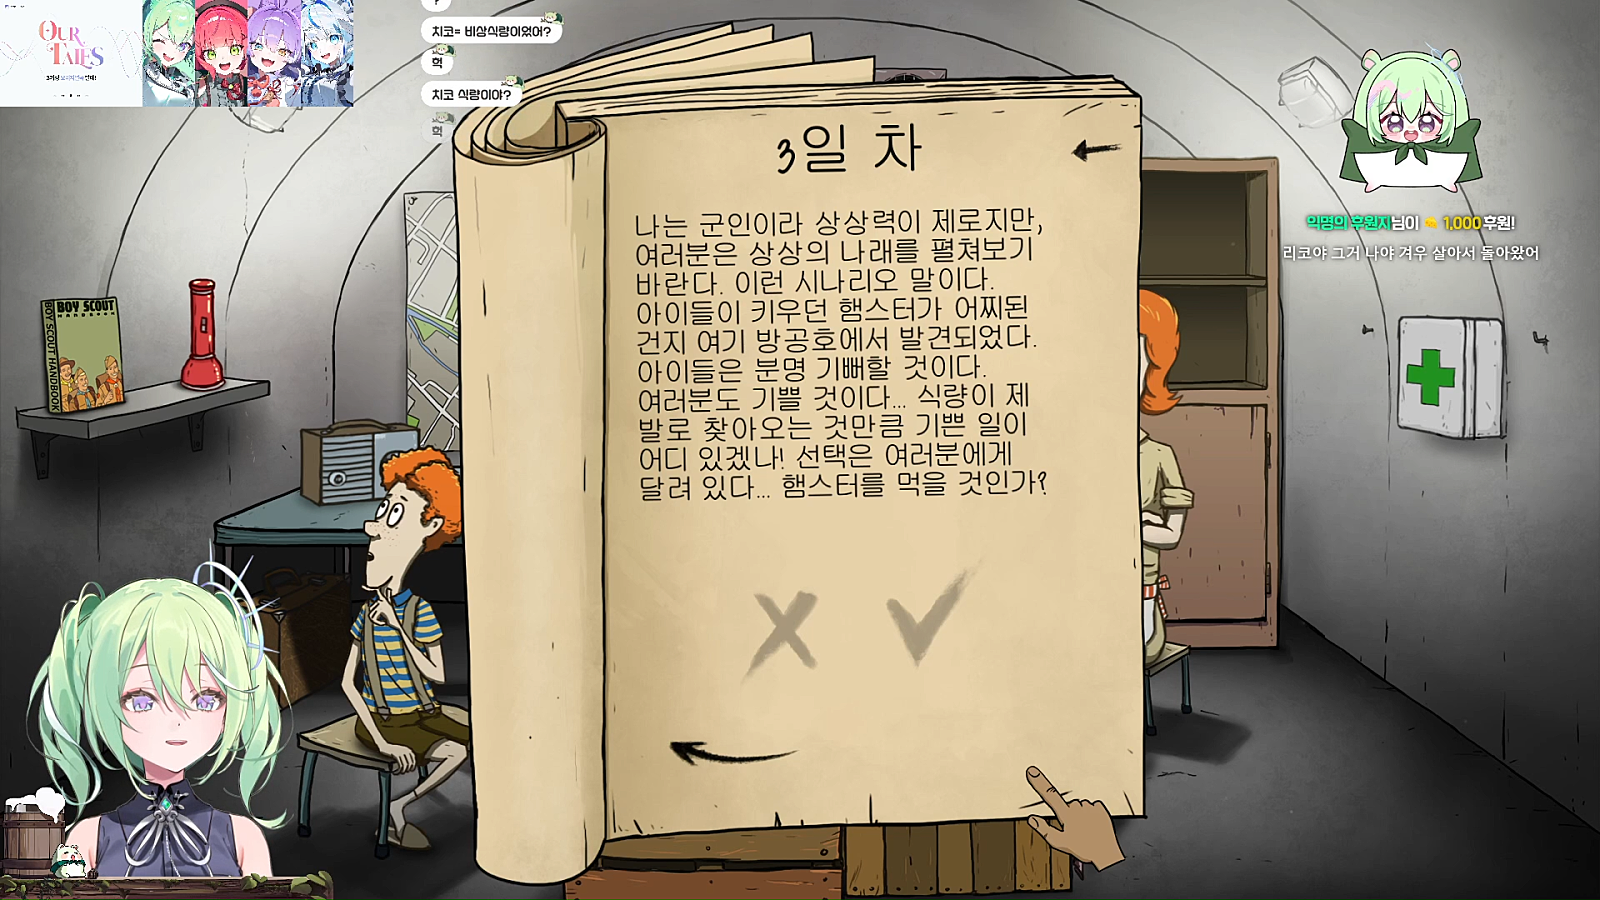 OUR
TALES
치코= 비상식량이었어?
헉
치코 식량이야?
헉
3일 차
나는 군인이라 상상력이 제로지만,
여러분은 상상의 나래를 펼쳐보기
바란다. 이런 시나리오 말이다.
아이들이 키우던 햄스터가 어찌된
건지 여기 방공호에서 발견되었다.
아이들은 분명 기뻐할 것이다.
여러분도 기쁠 것이다... 식량이 제
발로 찾아오는 것만큼 기쁜 일이
어디 있겠나! 선택은 여러분에게
달려 있다... 햄스터를 먹을 것인가?
익명의 후원자님이 1,000후원!
리코야 그거 나야 겨우 살아서 돌아왔어
BOY SCOUT
HANDBOOK
BOY SCOUT HANDBOOK